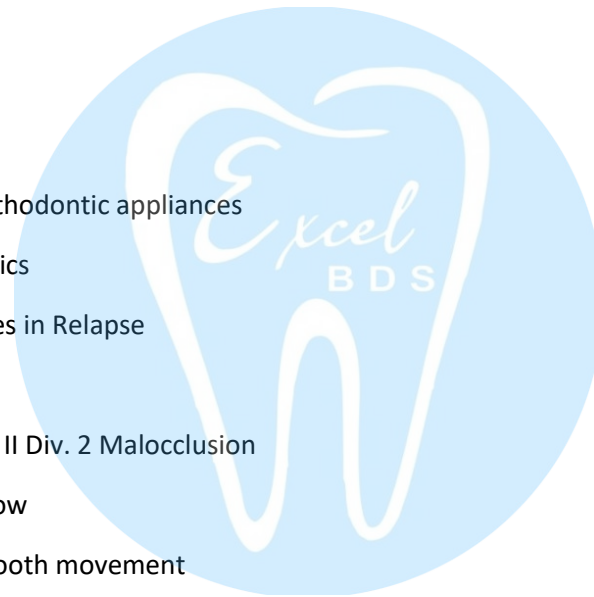 thodontic appliances
Excel
BDS
ics
es in Relapse
II Div. 2 Malocclusion
ow
ooth movement